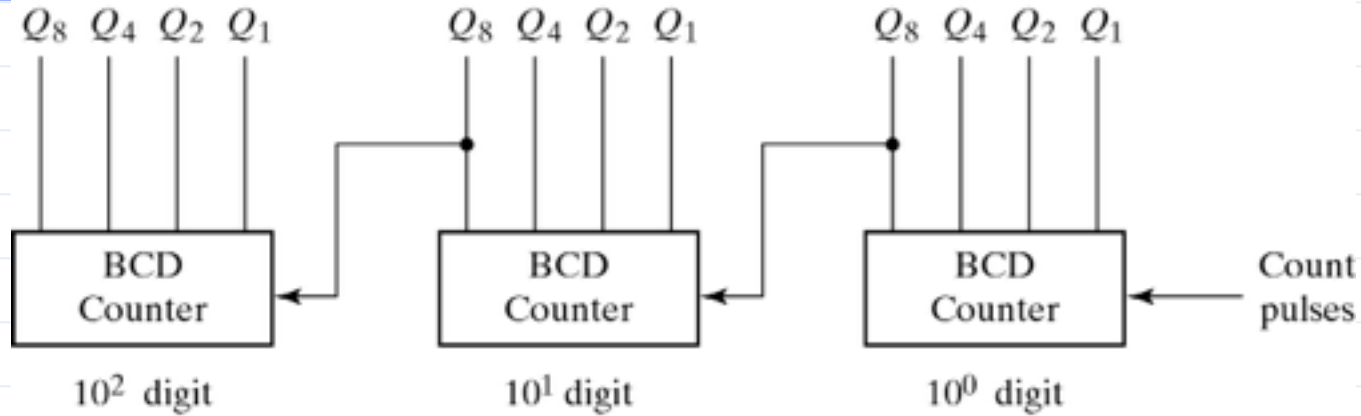 Q₈ Q₄ Q₂ Q₁ Q₈ Q₄ Q₂ Q₁ Q₈ Q₄ Q₂ Q₁
BCD
Counter
BCD
Counter
BCD
Counter
Count
pulses
10² digit
10¹ digit
10⁰ digit